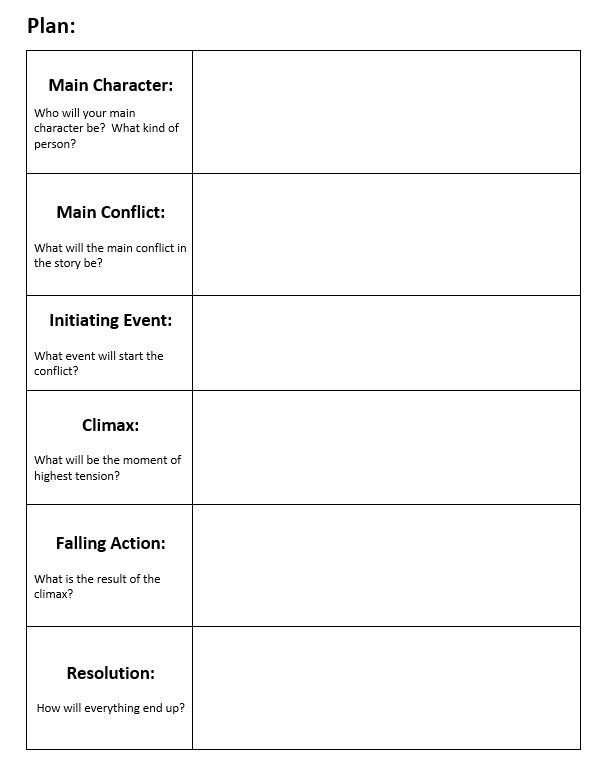 Plan:
Main Character:
Who will your main
character be?  What kind of
person?
Main Conflict:
What will the main conflict in
the story be?
Initiating Event:
What event will start the
conflict?
Climax:
What will be the moment of
highest tension?
Falling Action:
What is the result of the
climax?
Resolution:
How will everything end up?